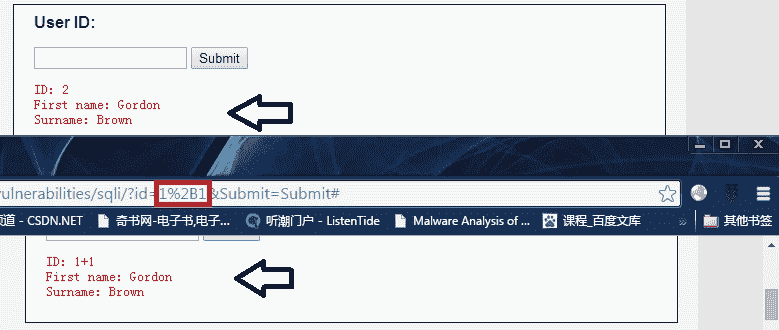 User ID:
Submit
ID: 2
First name: Gordon
Surname: Brown
vulnerabilities/sqli/?id=1%2B1&Submit=Submit#
频道 - CSDN.NET 奇书网-电子书,电子... 听潮门户 - ListenTide Malware Analysis of ... 课程_百度文库 » 其他书签
ID: 1+1
First name: Gordon
Surname: Brown